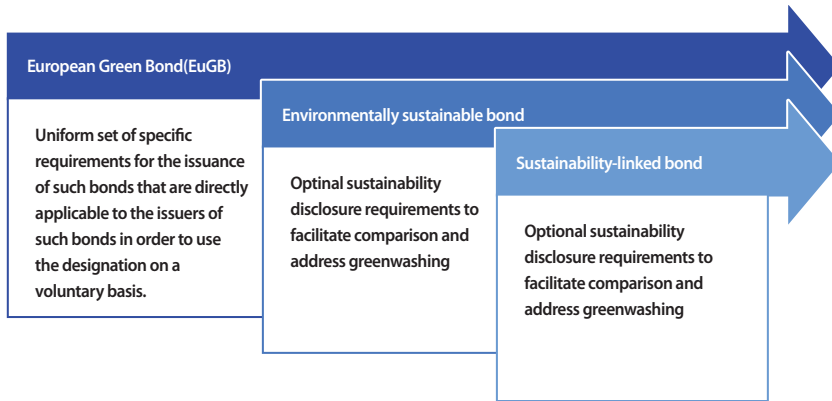 European Green Bond(EuGB)
Uniform set of specific
requirements for the issuance
of such bonds that are directly
applicable to the issuers of
such bonds in order to use
the designation on a
voluntary basis.
Environmentally sustainable bond
Optinal sustainability
disclosure requirements to
facilitate comparison and
address greenwashing
Sustainability-linked bond
Optional sustainability
disclosure requirements to
facilitate comparison and
address greenwashing